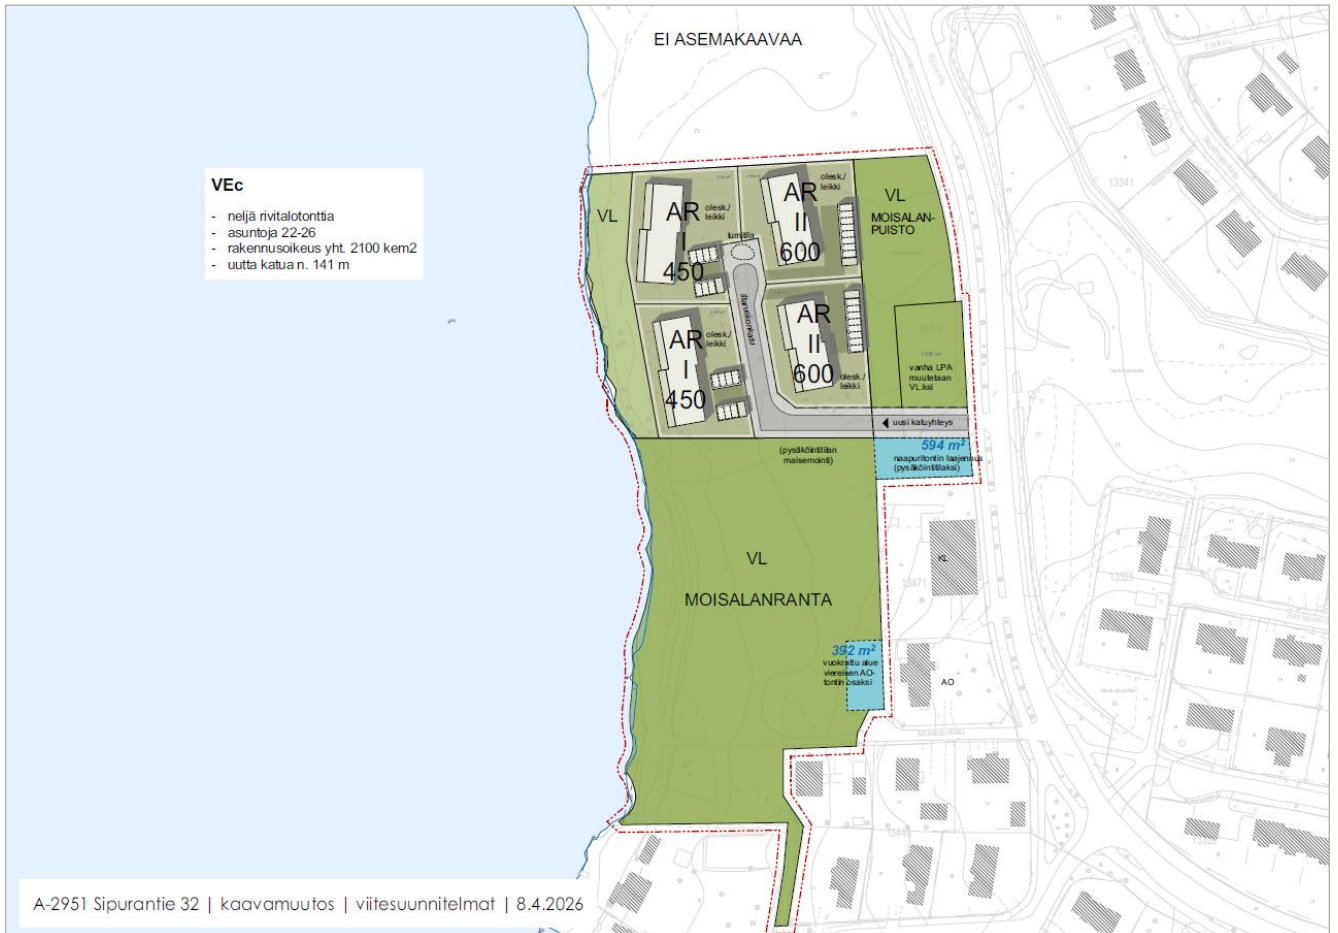 EI ASEMAKAAVAA
VEc
- neljä rivitalotonttia
- asuntoja 22-26
- rakennusoikeus yht. 2100 kem2
- uutta katua n. 141 m
VL
AR
I
450
olesk./
leikki
lumitila
AR
II
600
olesk./
leikki
VL
MOISALAN-
PUISTO
13341
AR
I
450
olesk./
leikki
AR
II
600
olesk./
leikki
vanha LPA
muutetaan
VL:ksi
uusi katuyhteys
(pysäköintitilan
maisemointi)
594 m²
naapuritontin laajennus
(pysäköintitilaksi)
VL
MOISALANRANTA
KL
13471
392 m²
vuokrattu alue
viereisen AO-
tontin osaksi
AO
A-2951 Sipurantie 32 | kaavamuutos | viitesuunnitelmat | 8.4.2026